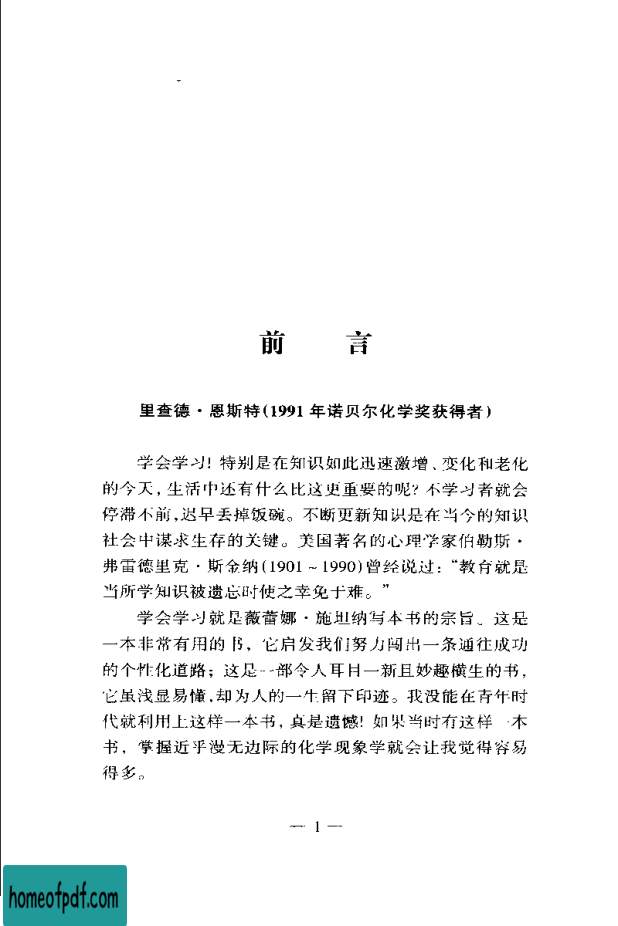 前 言
里查德·恩斯特(1991 年诺贝尔化学奖获得者)
学会学习! 特别是在知识如此迅速激增、变化和老化
的今天, 生活中还有什么比这更重要的呢? 不学习者就会
停滞不前,迟早丢掉饭碗。不断更新知识是在当今的知识
社会中谋求生存的关键。美国著名的心理学家伯勒斯·
弗雷德里克·斯金纳(1901～1990)曾经说过: “教育就是
当所学知识被遗忘时使之幸免于难。”
学会学习就是薇蕾娜·施坦纳写本书的宗旨。这是
一本非常有用的书, 它启发我们努力闯出一条通往成功
的个性化道路; 这是一部令人耳目一新且妙趣横生的书,
它虽浅显易懂,却为人的一生留下印迹。我没能在青年时
代就利用上这样一本书, 真是遗憾! 如果当时有这样一本
书, 掌握近乎漫无边际的化学现象学就会让我觉得容易
得多。
— 1 —
homeofpdf.com